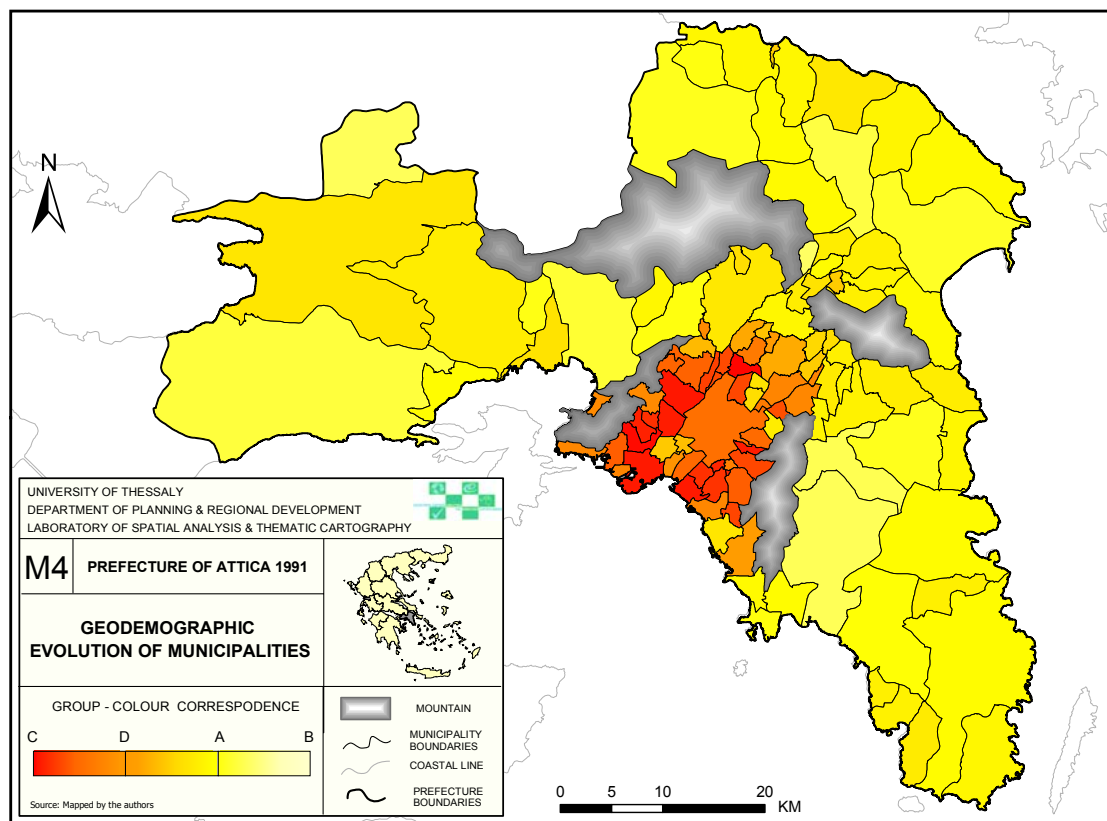 N
UNIVERSITY OF THESSALY
DEPARTMENT OF PLANNING & REGIONAL DEVELOPMENT
LABORATORY OF SPATIAL ANALYSIS & THEMATIC CARTOGRAPHY
M4
PREFECTURE OF ATTICA 1991
GEODEMOGRAPHIC
EVOLUTION OF MUNICIPALITIES
GROUP - COLOUR CORRESPODENCE
C D A B
Source: Mapped by the authors
MOUNTAIN
MUNICIPALITY
BOUNDARIES
COASTAL LINE
PREFECTURE
BOUNDARIES
0 5 10 20
KM